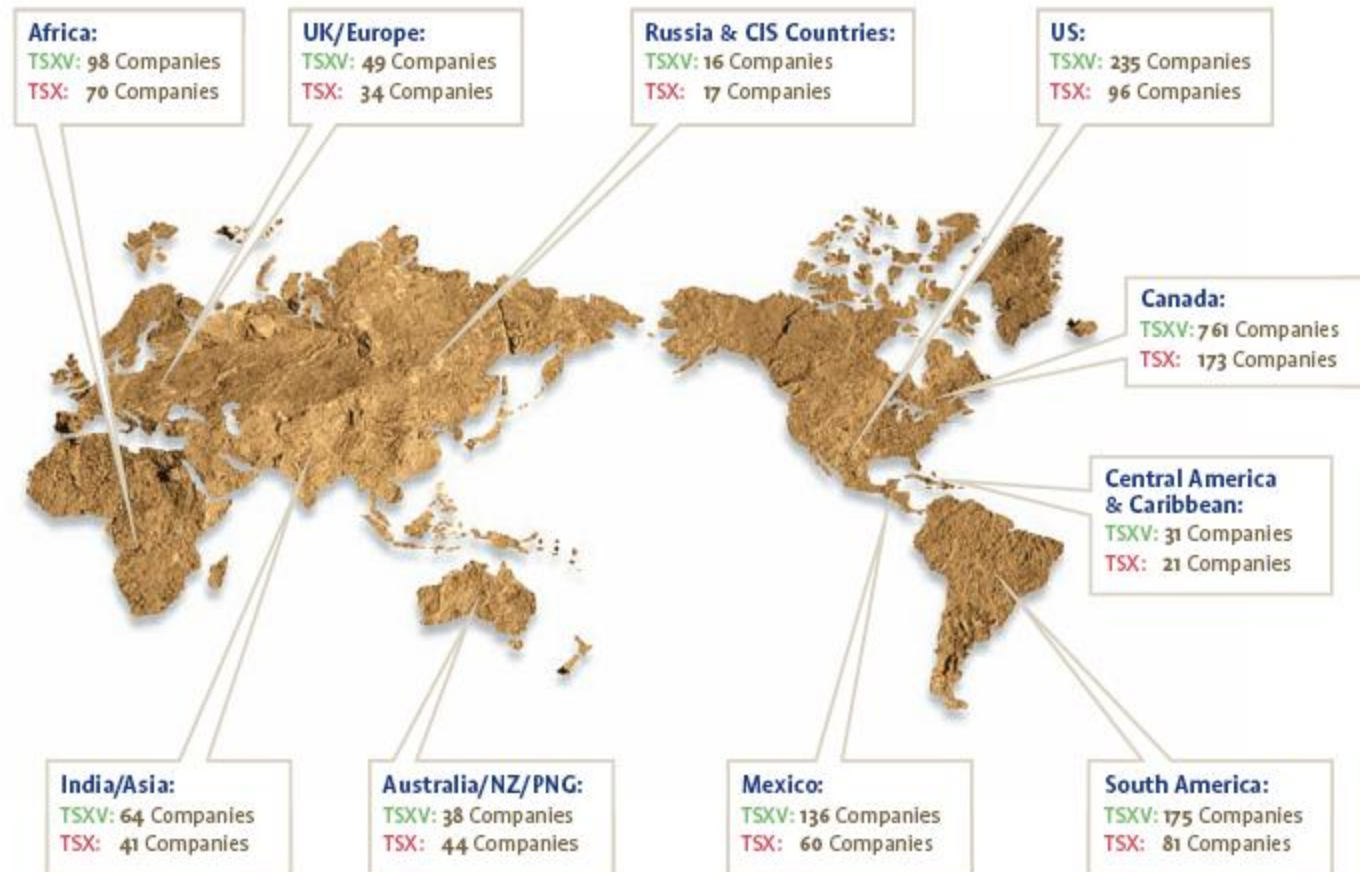 Africa:
TSXV: 98 Companies
TSX: 70 Companies
UK/Europe:
TSXV: 49 Companies
TSX: 34 Companies
Russia & CIS Countries:
TSXV: 16 Companies
TSX: 17 Companies
US:
TSXV: 235 Companies
TSX: 96 Companies
Canada:
TSXV: 761 Companies
TSX: 173 Companies
Central America
& Caribbean:
TSXV: 31 Companies
TSX: 21 Companies
India/Asia:
TSXV: 64 Companies
TSX: 41 Companies
Australia/NZ/PNG:
TSXV: 38 Companies
TSX: 44 Companies
Mexico:
TSXV: 136 Companies
TSX: 60 Companies
South America:
TSXV: 175 Companies
TSX: 81 Companies